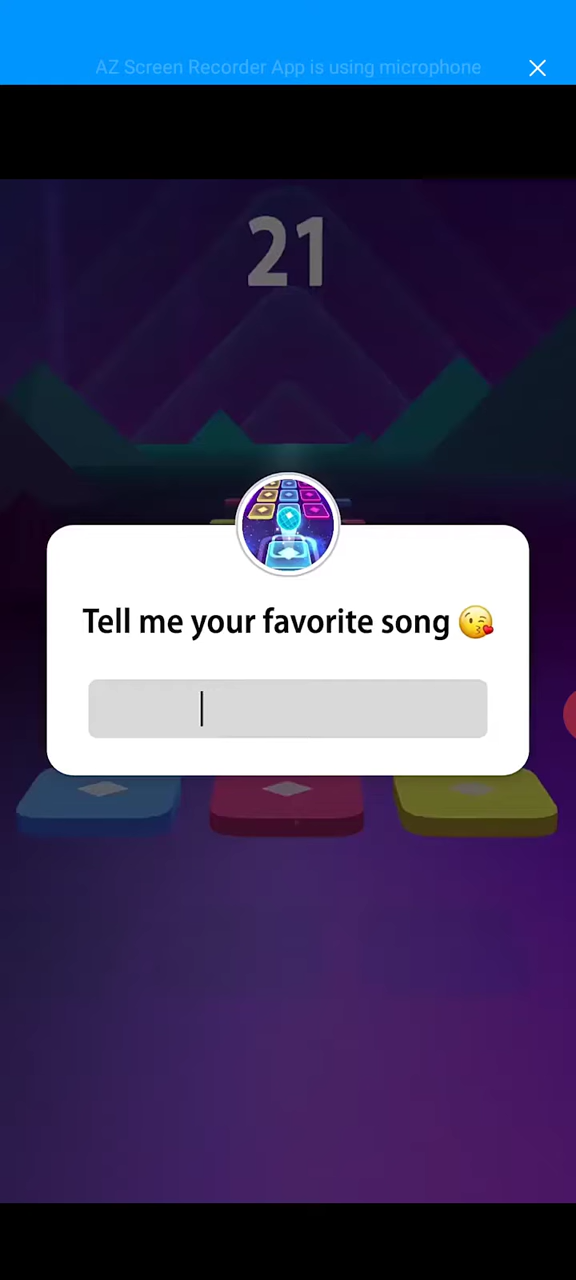 AZ Screen Recorder App is using microphone
21
Tell me your favorite song 😘